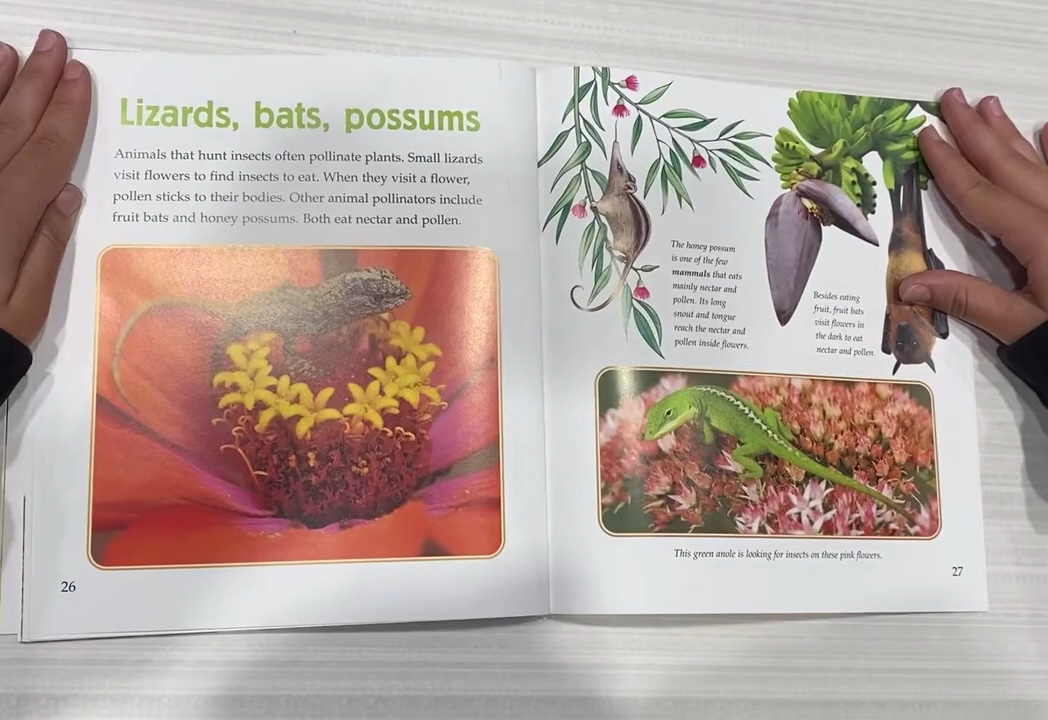 Lizards, bats, possums
Animals that hunt insects often pollinate plants. Small lizards
visit flowers to find insects to eat. When they visit a flower,
pollen sticks to their bodies. Other animal pollinators include
fruit bats and honey possums. Both eat nectar and pollen.
26
The honey possum
is one of the few
mammals that eats
mainly nectar and
pollen. Its long
snout and tongue
reach the nectar and
pollen inside flowers.
Besides eating
fruit, fruit bats
visit flowers in
the dark to eat
nectar and pollen.
This green anole is looking for insects on these pink flowers.
27